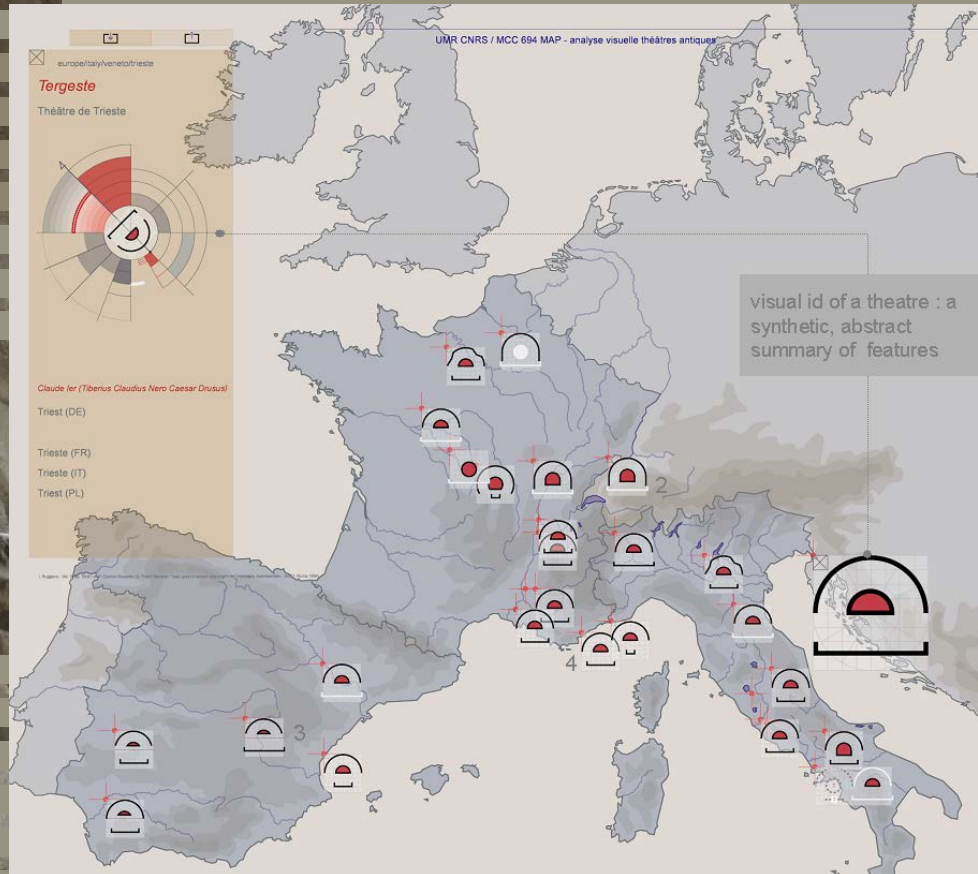 UMR CNRS / MCC 694 MAP - analyse visuelle théâtres antiques
europe/italy/veneto/trieste
Tergeste
Théâtre de Trieste
visual id of a theatre : a
synthetic, abstract
summary of features
Claude Ier (Tiberius Claudius Nero Caesar Drusus)
Triest (DE)
Trieste (FR)
Trieste (IT)
Triest (PL)
2
4
3